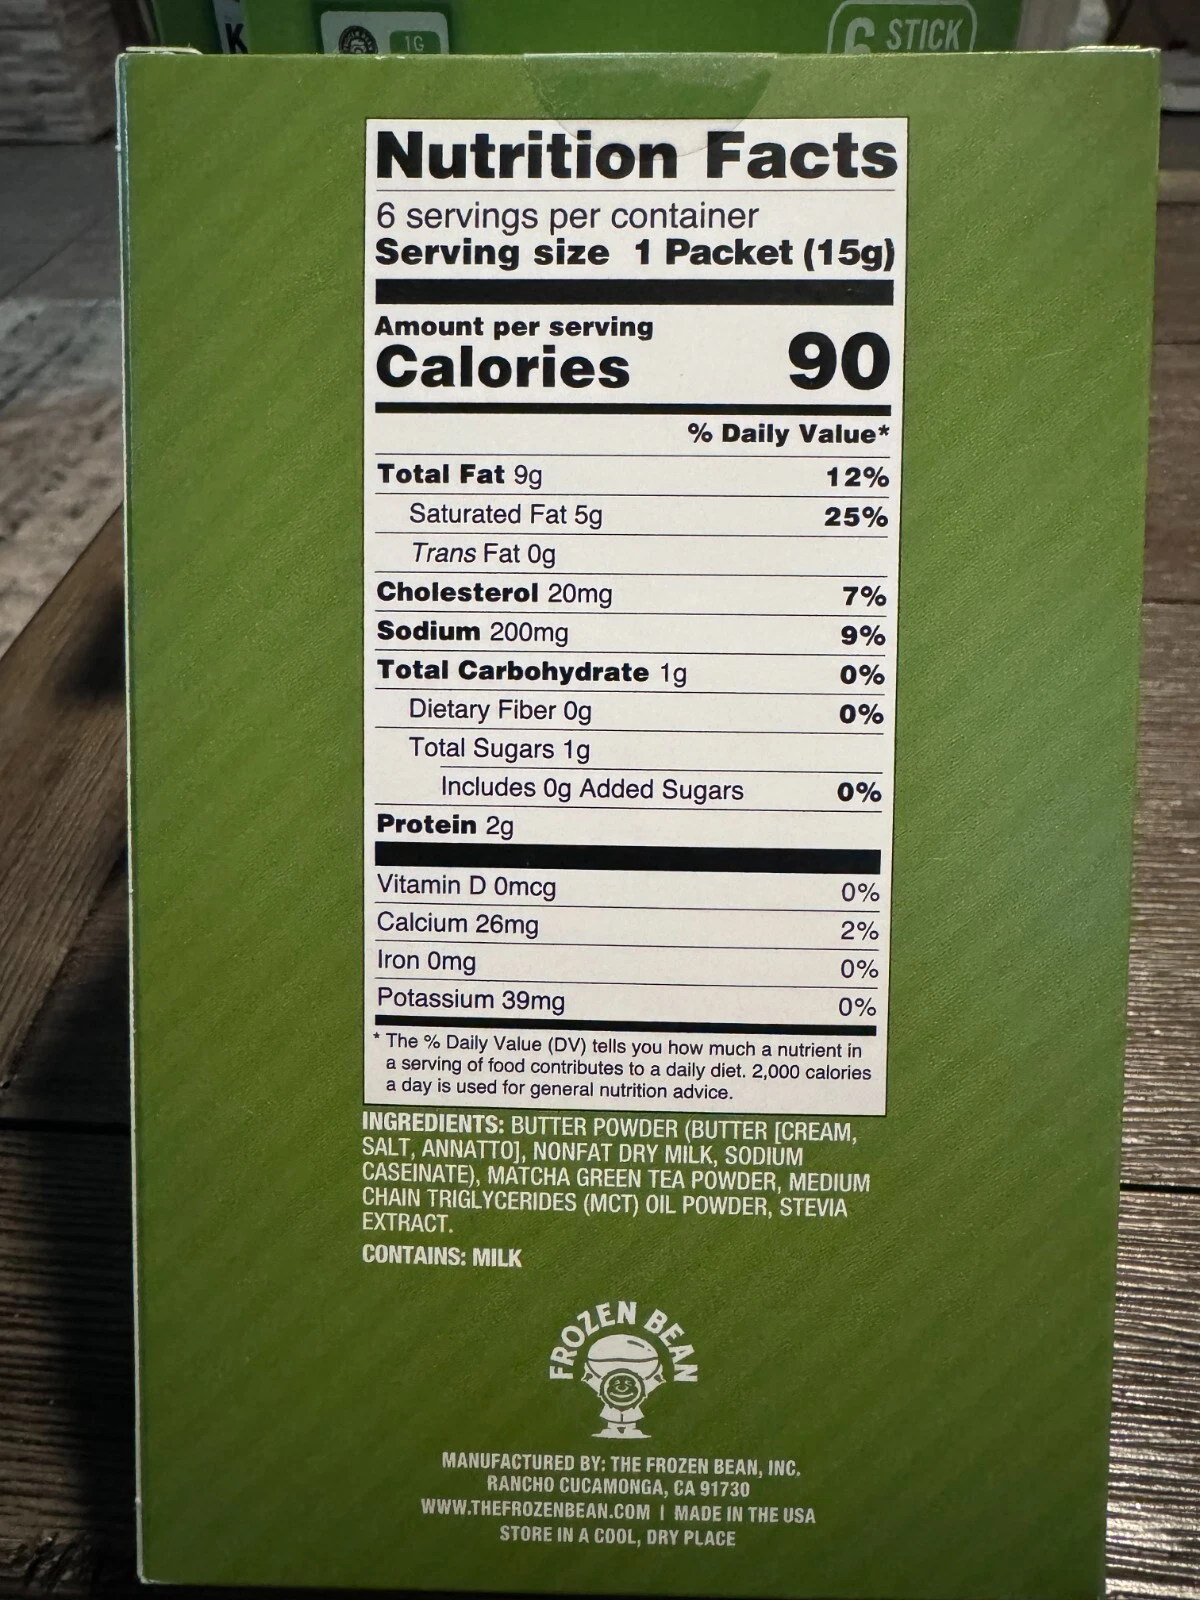 K
1G
6 STICK
Nutrition Facts
6 servings per container
Serving size 1 Packet (15g)
Amount per serving
Calories 90
% Daily Value*
Total Fat 9g 12%
Saturated Fat 5g 25%
Trans Fat 0g
Cholesterol 20mg 7%
Sodium 200mg 9%
Total Carbohydrate 1g 0%
Dietary Fiber 0g 0%
Total Sugars 1g
Includes 0g Added Sugars 0%
Protein 2g
Vitamin D 0mcg 0%
Calcium 26mg 2%
Iron 0mg 0%
Potassium 39mg 0%
* The % Daily Value (DV) tells you how much a nutrient in
a serving of food contributes to a daily diet. 2,000 calories
a day is used for general nutrition advice.
INGREDIENTS: BUTTER POWDER (BUTTER [CREAM,
SALT, ANNATTO], NONFAT DRY MILK, SODIUM
CASEINATE), MATCHA GREEN TEA POWDER, MEDIUM
CHAIN TRIGLYCERIDES (MCT) OIL POWDER, STEVIA
EXTRACT.
CONTAINS: MILK
FROZEN BEAN
MANUFACTURED BY: THE FROZEN BEAN, INC.
RANCHO CUCAMONGA, CA 91730
WWW.THEFROZENBEAN.COM | MADE IN THE USA
STORE IN A COOL, DRY PLACE